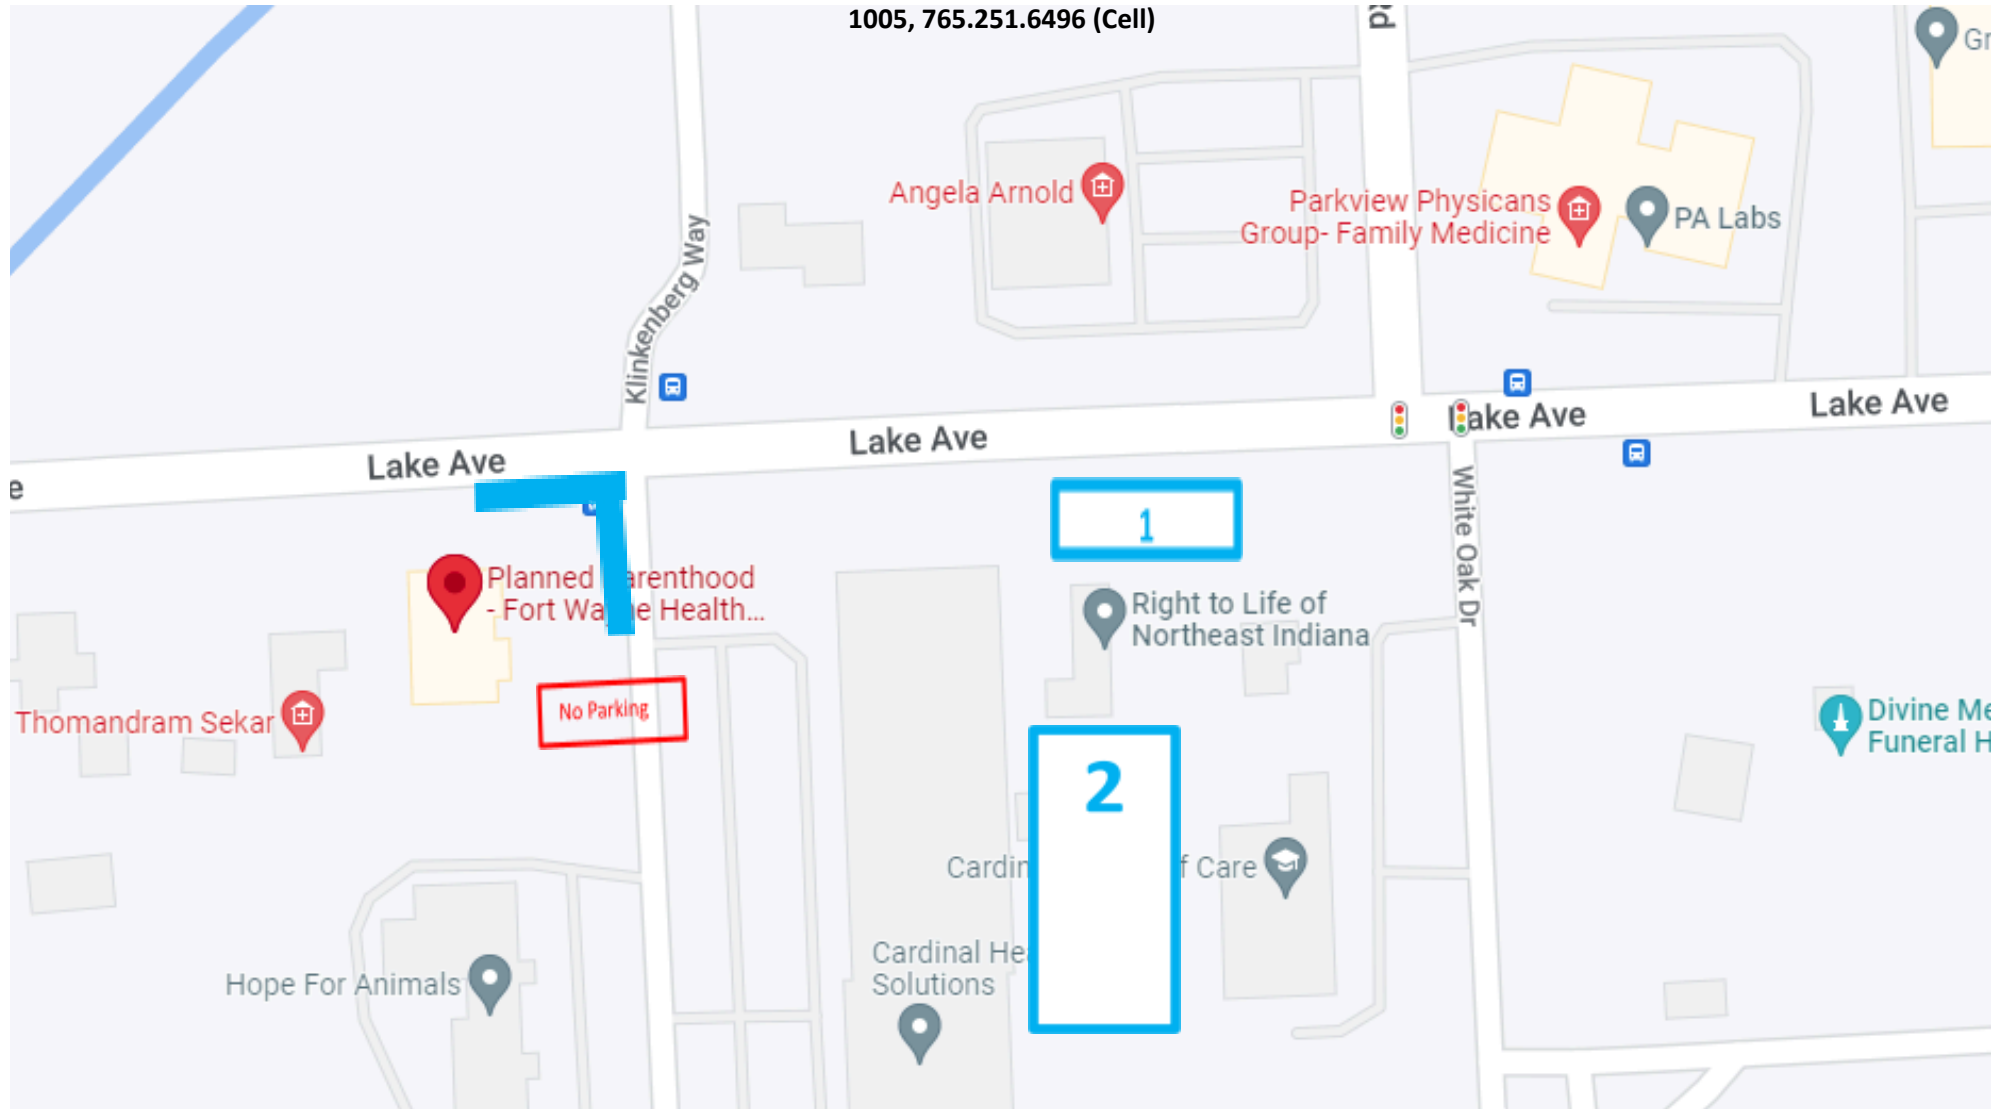 1005, 765.251.6496 (Cell)
Gr
Angela Arnold
Parkview Physicans
Group- Family Medicine
PA Labs
Klinkenberg Way
Lake Ave
Lake Ave
Lake Ave
Lake Ave
e
White Oak Dr
1
Planned Parenthood
- Fort Wayne Health...
Right to Life of
Northeast Indiana
No Parking
Thomandram Sekar
Divine Me
Funeral H
2
Cardin
f Care
Cardinal Hea
Solutions
Hope For Animals